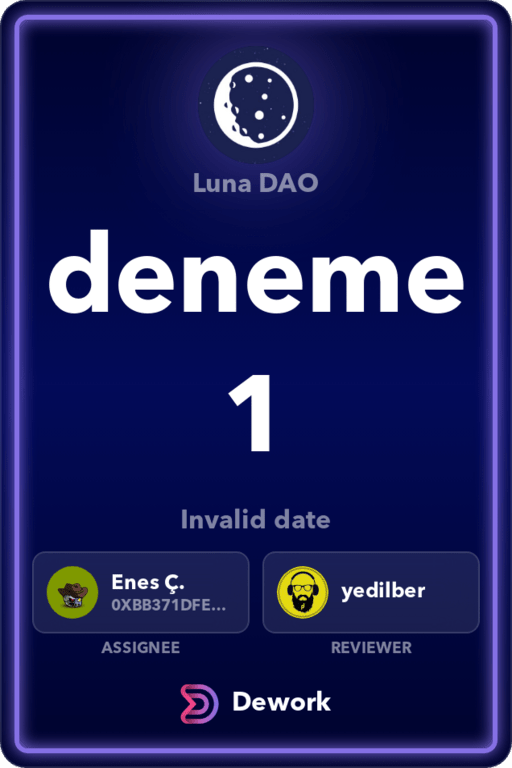 Luna DAO
deneme
1
Invalid date
Enes Ç.
0XBB371DFE...
yedilber
ASSIGNEE
REVIEWER
Dework